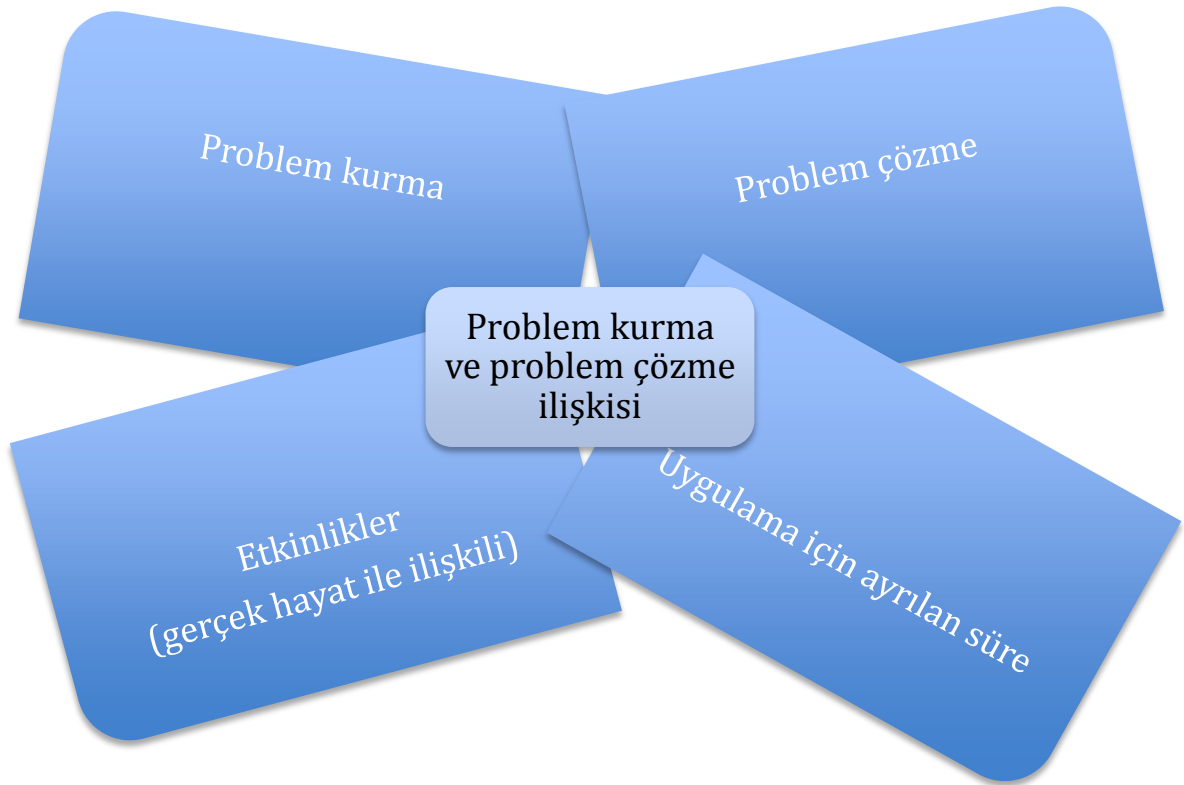 Problem kurma
Problem çözme
Problem kurma
ve problem çözme
ilişkisi
Etkinlikler
(gerçek hayat ile ilişkili)
Uygulama için ayrılan süre